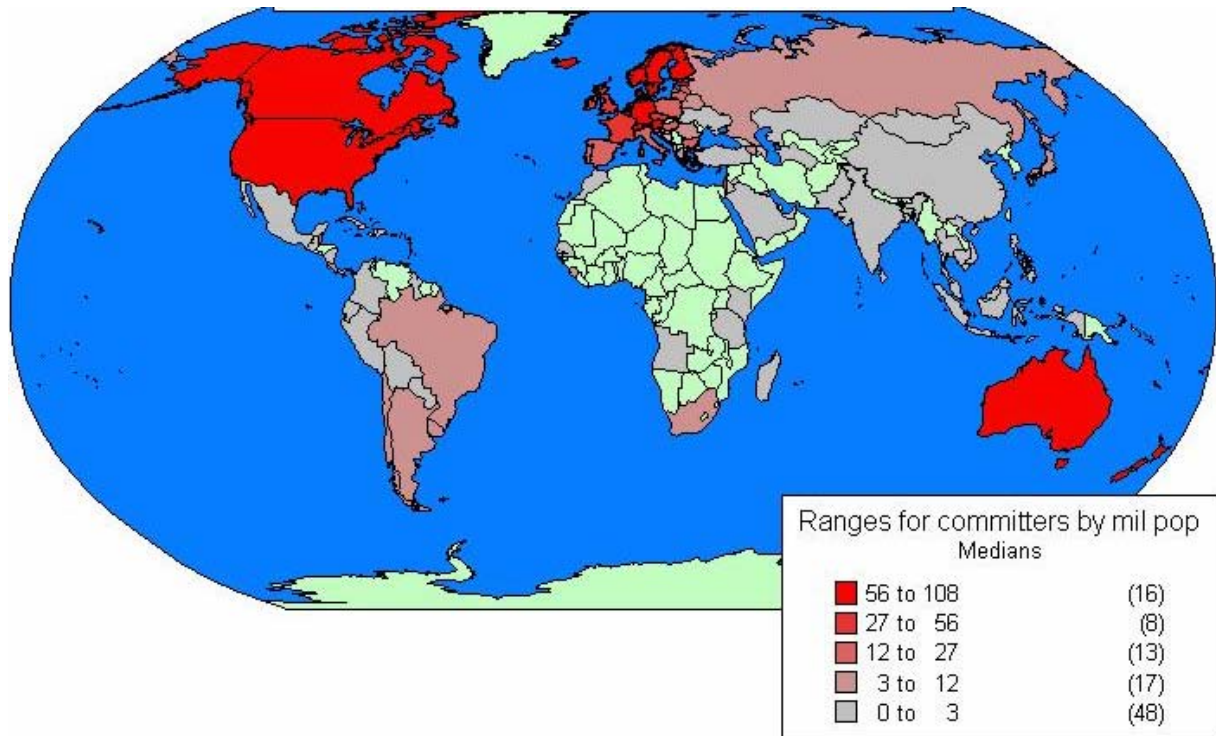 Ranges for committers by mil pop
Medians
56 to 108 (16)
27 to 56 (8)
12 to 27 (13)
3 to 12 (17)
0 to 3 (48)